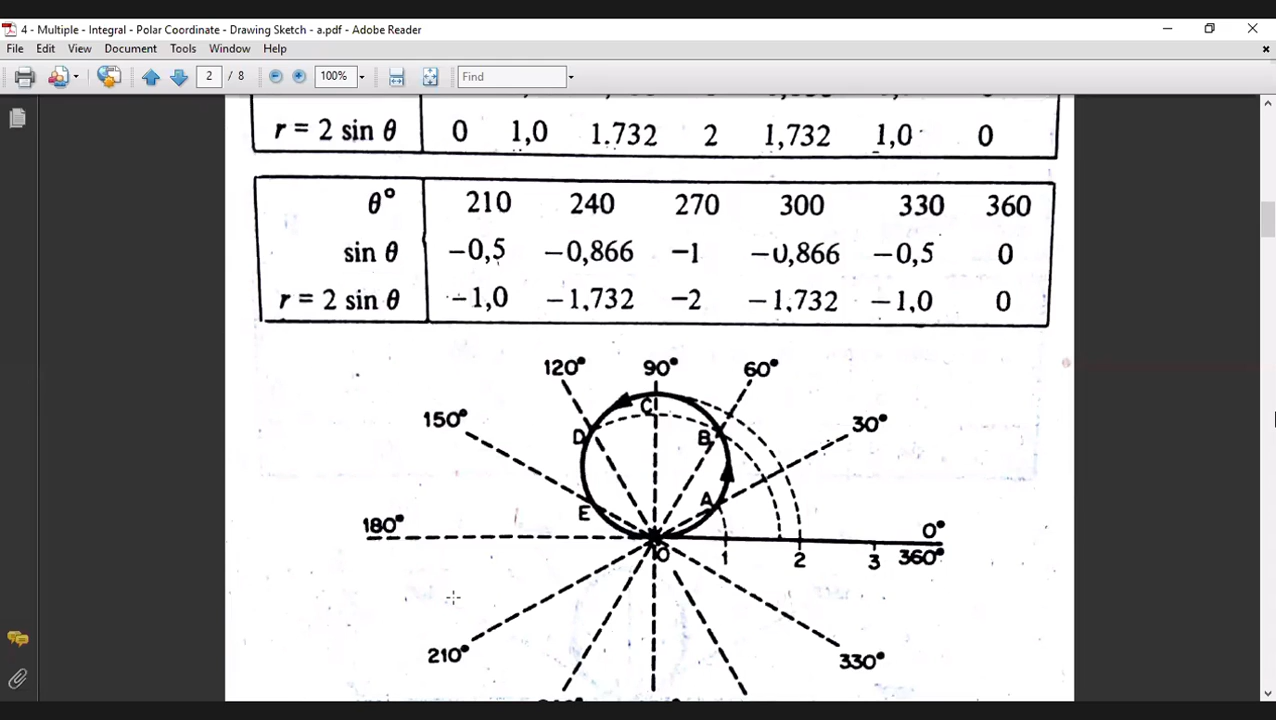 4 - Multiple - Integral - Polar Coordinate - Drawing Sketch - a.pdf - Adobe Reader
File Edit View Document Tools Window Help
2 / 8 100% Find
r = 2 sin θ 0 1,0 1.732 2 1,732 1,0 0
θ° 210 240 270 300 330 360
sin θ −0,5 −0,866 −1 −0,866 −0,5 0
r = 2 sin θ −1,0 −1,732 −2 −1,732 −1,0 0
120° 90° 60°
150° C 30°
D B
E A
180° 0°
O 1 2 3 360°
210° 330°